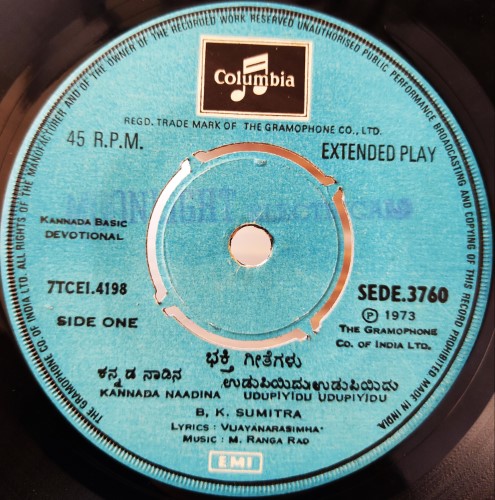 ALL RIGHTS OF THE MANUFACTURER AND OF THE OWNER OF THE RECORDED WORK RESERVED UNAUTHORISED PUBLIC PERFORMANCE BROADCASTING AND COPYING OF THIS RECORD PROHIBITED MADE IN INDIA
THE GRAMOPHONE CO. OF INDIA LTD.
Columbia
REGD. TRADE MARK OF THE GRAMOPHONE CO., LTD.
45 R.P.M.
EXTENDED PLAY
KANNADA BASIC
DEVOTIONAL
7TCEI.4198
SEDE.3760
SIDE ONE
Ⓟ 1973
THE GRAMOPHONE
CO. OF INDIA LTD.
ಭಕ್ತಿ ಗೀತೆಗಳು
ಕನ್ನಡ ನಾಡಿನ ಉಡುಪಿಯಿದು ಉಡುಪಿಯಿದು
KANNADA NAADINA UDUPIYIDU UDUPIYIDU
B. K. SUMITRA
LYRICS : VIJAYANARASIMHA
MUSIC : M. RANGA RAO
EMI